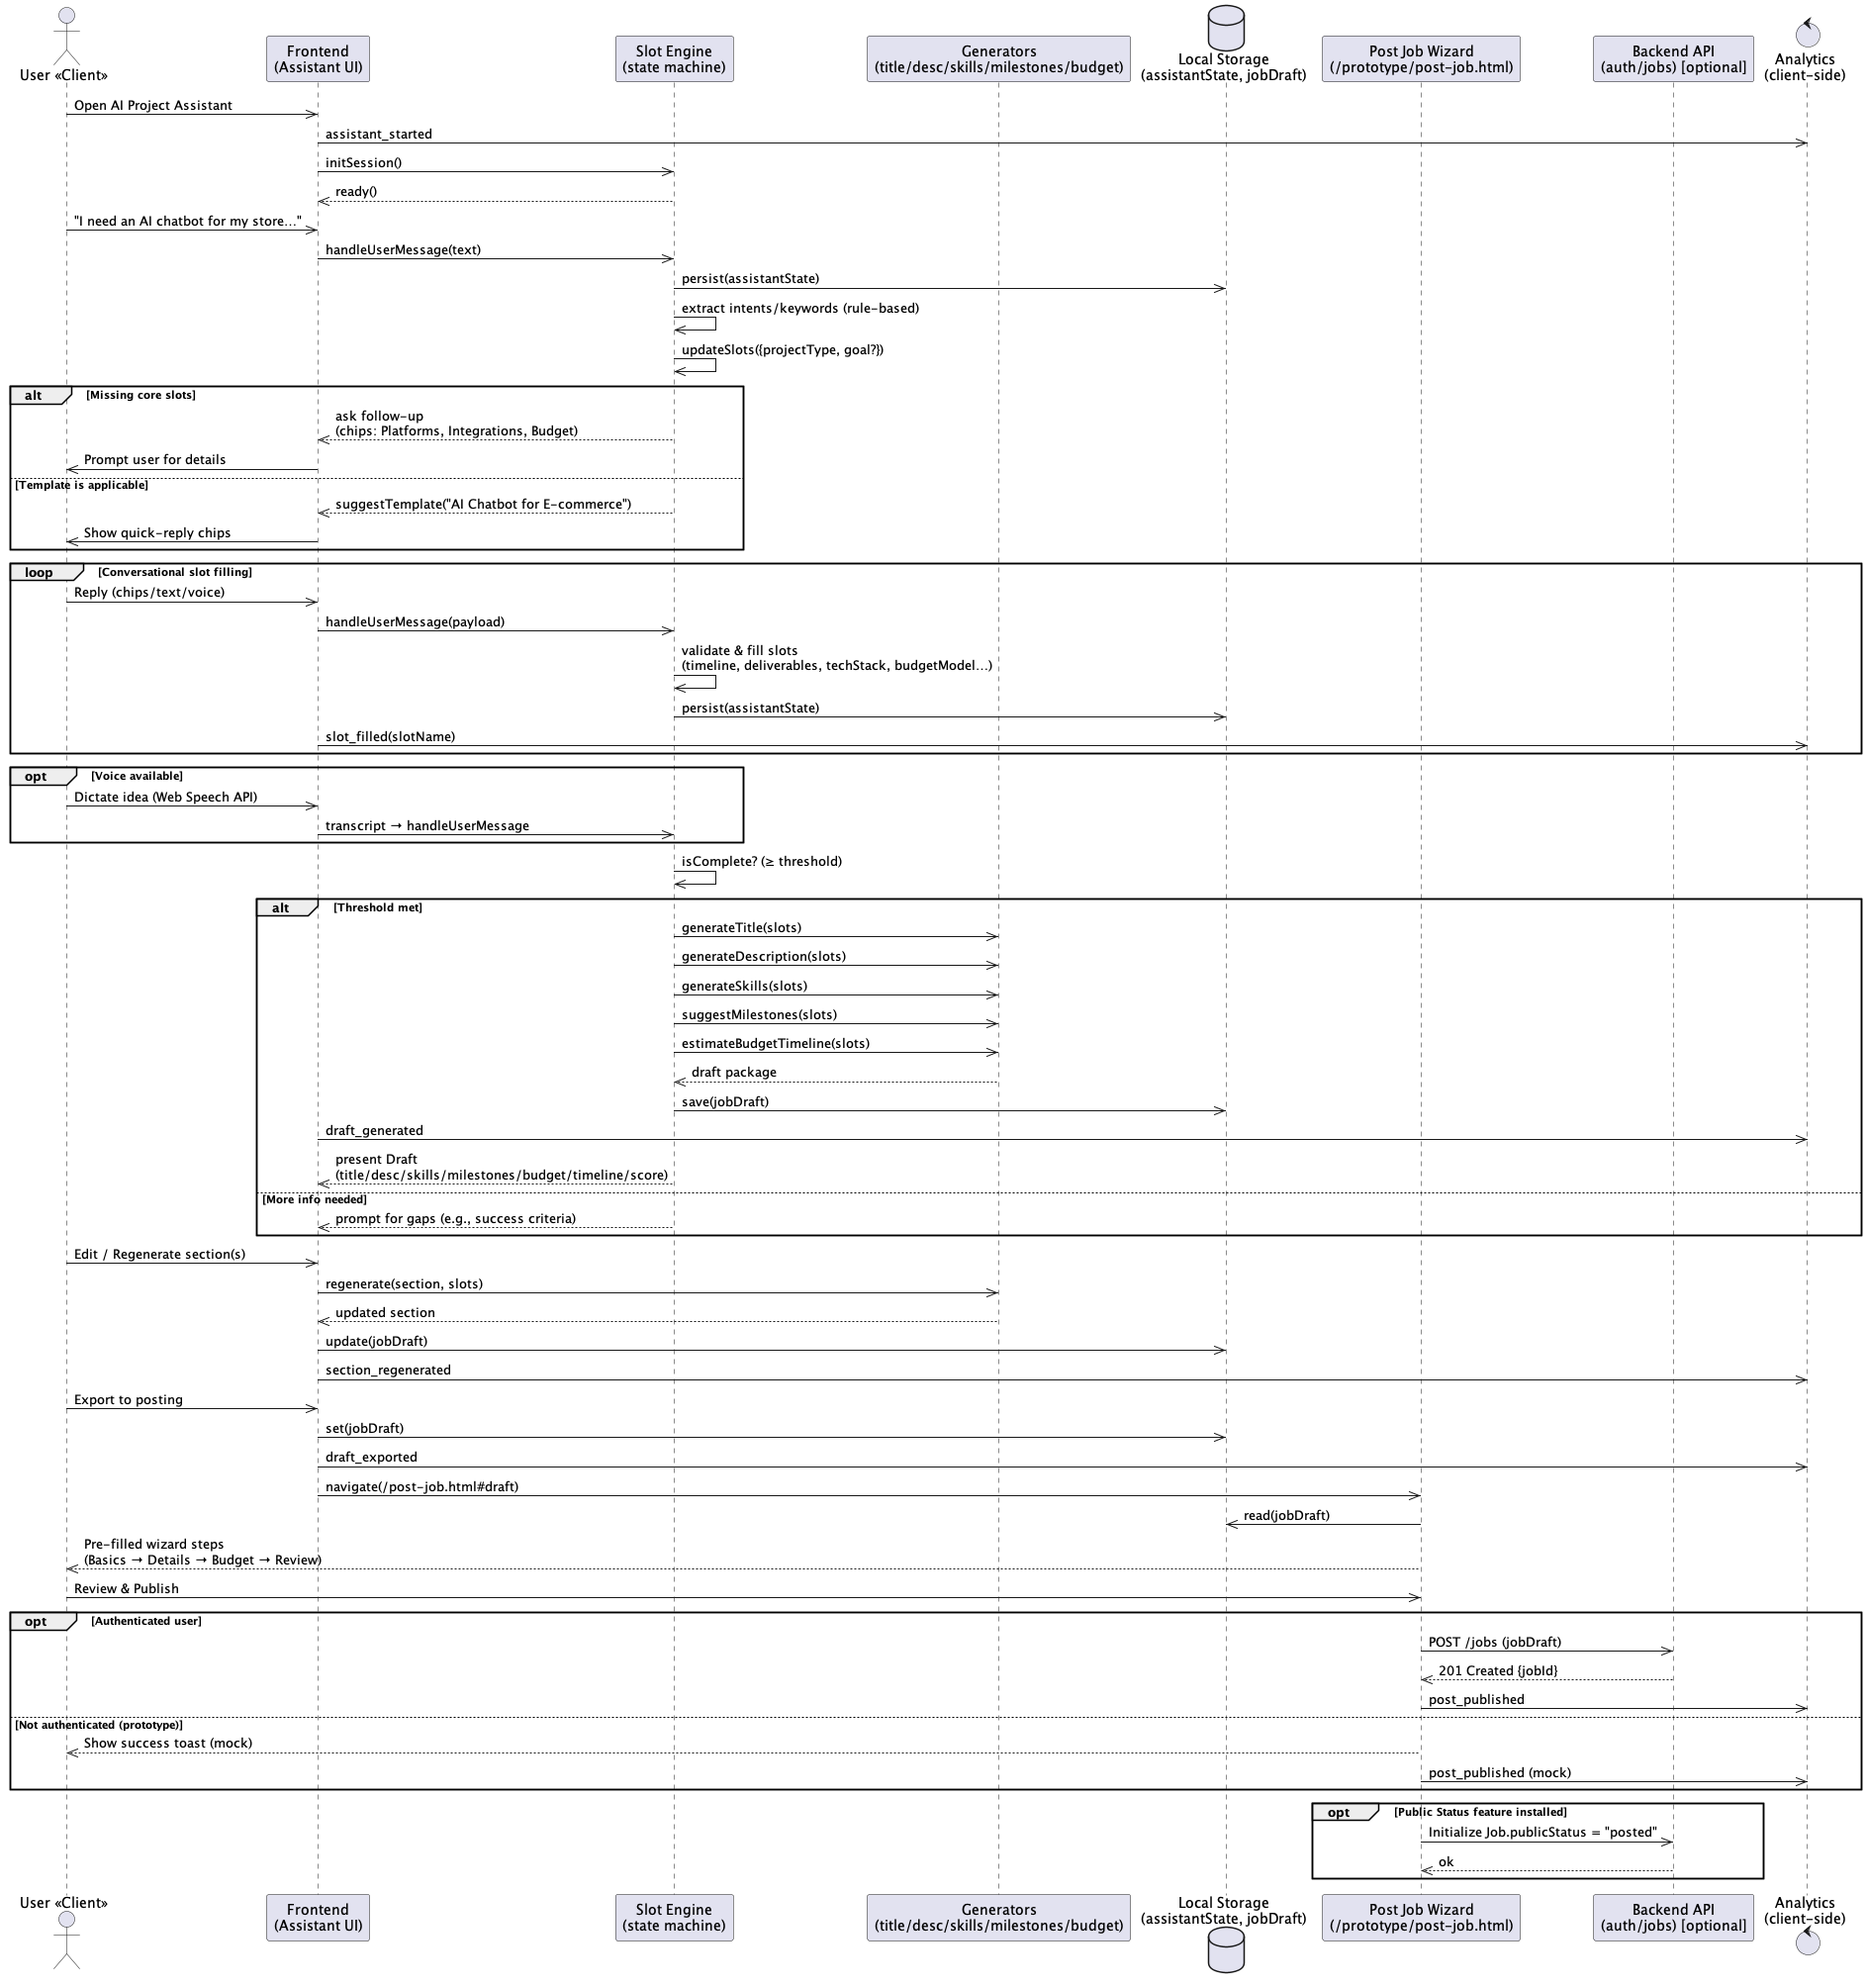 User «Client»
Frontend
(Assistant UI)
Slot Engine
(state machine)
Generators
(title/desc/skills/milestones/budget)
Local Storage
(assistantState, jobDraft)
Post Job Wizard
(/prototype/post-job.html)
Backend API
(auth/jobs) [optional]
Analytics
(client-side)
Open AI Project Assistant
assistant_started
initSession()
ready()
"I need an AI chatbot for my store..."
handleUserMessage(text)
persist(assistantState)
extract intents/keywords (rule-based)
updateSlots({projectType, goal?})
alt [Missing core slots]
ask follow-up
(chips: Platforms, Integrations, Budget)
Prompt user for details
[Template is applicable]
suggestTemplate("AI Chatbot for E-commerce")
Show quick-reply chips
loop [Conversational slot filling]
Reply (chips/text/voice)
handleUserMessage(payload)
validate & fill slots
(timeline, deliverables, techStack, budgetModel...)
persist(assistantState)
slot_filled(slotName)
opt [Voice available]
Dictate idea (Web Speech API)
transcript → handleUserMessage
isComplete? (≥ threshold)
alt [Threshold met]
generateTitle(slots)
generateDescription(slots)
generateSkills(slots)
suggestMilestones(slots)
estimateBudgetTimeline(slots)
draft package
save(jobDraft)
draft_generated
present Draft
(title/desc/skills/milestones/budget/timeline/score)
[More info needed]
prompt for gaps (e.g., success criteria)
Edit / Regenerate section(s)
regenerate(section, slots)
updated section
update(jobDraft)
section_regenerated
Export to posting
set(jobDraft)
draft_exported
navigate(/post-job.html#draft)
read(jobDraft)
Pre-filled wizard steps
(Basics → Details → Budget → Review)
Review & Publish
opt [Authenticated user]
POST /jobs (jobDraft)
201 Created {jobId}
post_published
[Not authenticated (prototype)]
Show success toast (mock)
post_published (mock)
opt [Public Status feature installed]
Initialize Job.publicStatus = "posted"
ok
User «Client»
Frontend
(Assistant UI)
Slot Engine
(state machine)
Generators
(title/desc/skills/milestones/budget)
Local Storage
(assistantState, jobDraft)
Post Job Wizard
(/prototype/post-job.html)
Backend API
(auth/jobs) [optional]
Analytics
(client-side)